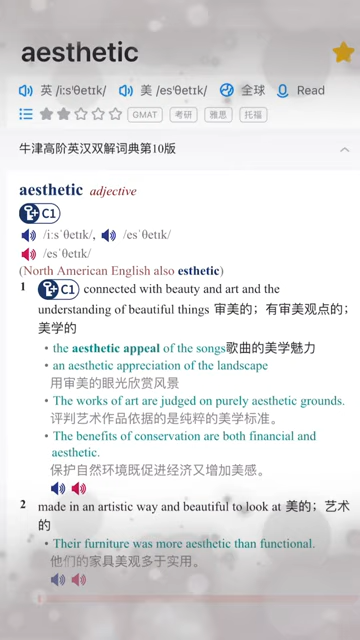 aesthetic
英 /iːsˈθetɪk/ 美 /esˈθetɪk/ 全球 Read
GMAT 考研 雅思 托福
牛津高阶英汉双解词典第10版
aesthetic adjective
C1
/iːsˈθetɪk/, /esˈθetɪk/
/esˈθetɪk/
(North American English also esthetic)
1 C1 connected with beauty and art and the
understanding of beautiful things 审美的；有审美观点的；
美学的
• the aesthetic appeal of the songs歌曲的美学魅力
• an aesthetic appreciation of the landscape
用审美的眼光欣赏风景
• The works of art are judged on purely aesthetic grounds.
评判艺术作品依据的是纯粹的美学标准。
• The benefits of conservation are both financial and
aesthetic.
保护自然环境既促进经济又增加美感。
2 made in an artistic way and beautiful to look at 美的；艺术
的
• Their furniture was more aesthetic than functional.
他们的家具美观多于实用。